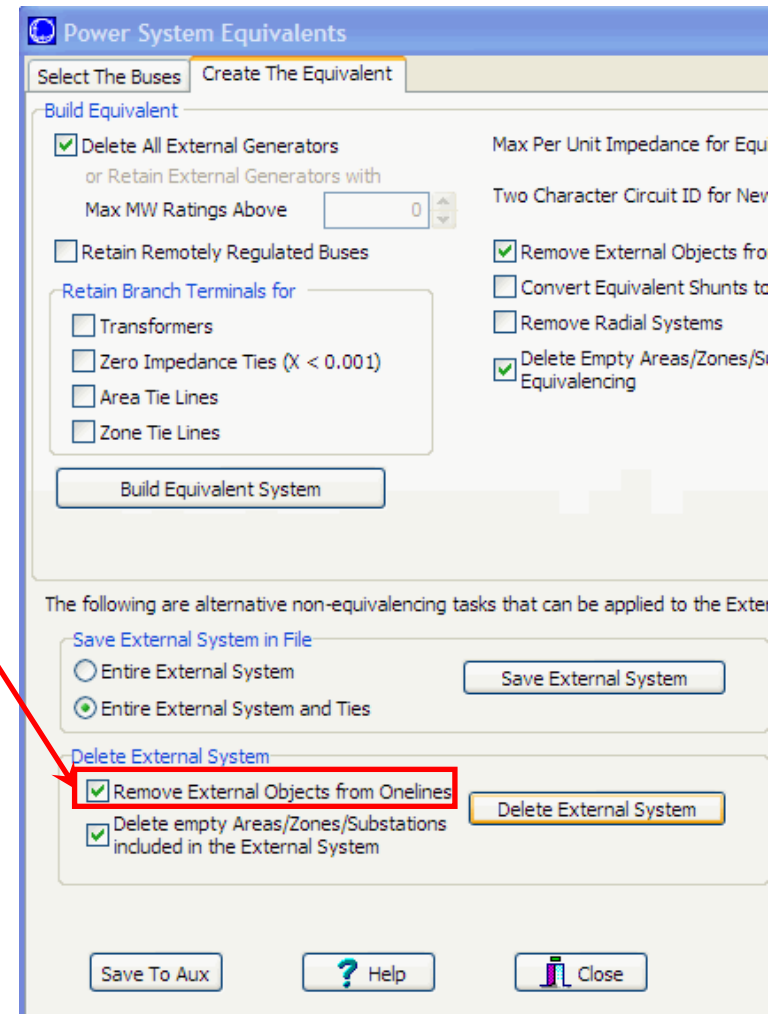 Power System Equivalents
Select The Buses Create The Equivalent
Build Equivalent
Delete All External Generators
or Retain External Generators with
Max MW Ratings Above 0
Retain Remotely Regulated Buses
Retain Branch Terminals for
Transformers
Zero Impedance Ties (X < 0.001)
Area Tie Lines
Zone Tie Lines
Build Equivalent System
Max Per Unit Impedance for Equi
Two Character Circuit ID for New
Remove External Objects fro
Convert Equivalent Shunts to
Remove Radial Systems
Delete Empty Areas/Zones/Su
Equivalencing
The following are alternative non-equivalencing tasks that can be applied to the Exter
Save External System in File
Entire External System
Entire External System and Ties
Save External System
Delete External System
Remove External Objects from Onelines
Delete empty Areas/Zones/Substations
included in the External System
Delete External System
Save To Aux ? Help Close